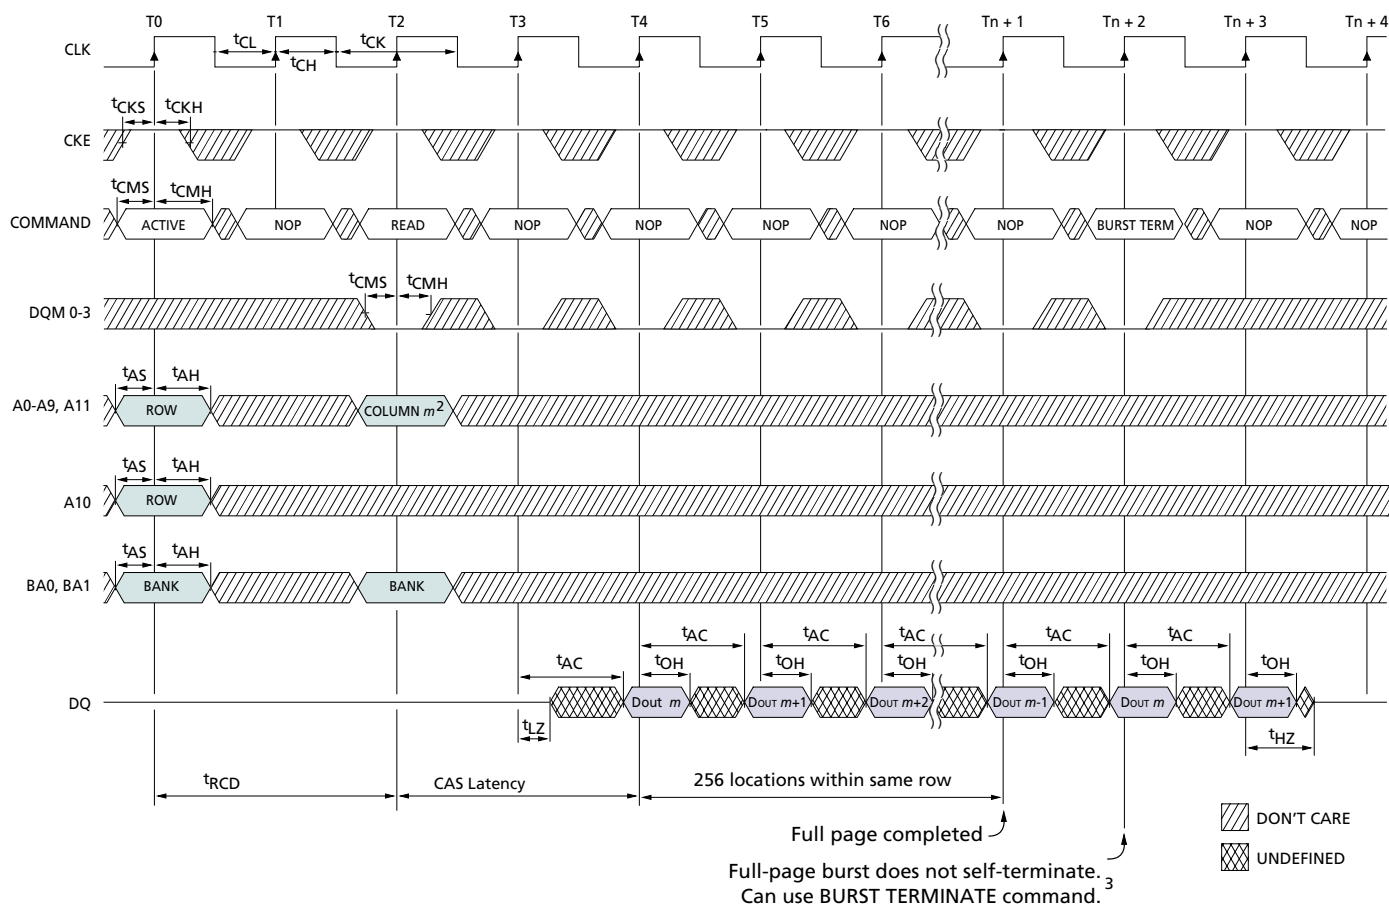 T0 T1 T2 T3 T4 T5 T6 Tn + 1 Tn + 2 Tn + 3 Tn + 4
CLK tCL tCH tCK
tCKS tCKH
CKE
tCMS tCMH
COMMAND ACTIVE NOP READ NOP NOP NOP NOP NOP BURST TERM NOP NOP
tCMS tCMH
DQM 0-3
tAS tAH
A0-A9, A11 ROW COLUMN m2
tAS tAH
A10 ROW
tAS tAH
BA0, BA1 BANK BANK
tAC tAC tAC tAC tAC tAC
tOH tOH tOH tOH tOH tOH
DQ Dout m DOUT m+1 DOUT m+2 DOUT m-1 DOUT m DOUT m+1
tLZ tHZ
tRCD CAS Latency 256 locations within same row
Full page completed
Full-page burst does not self-terminate.
Can use BURST TERMINATE command. 3
DON'T CARE
UNDEFINED